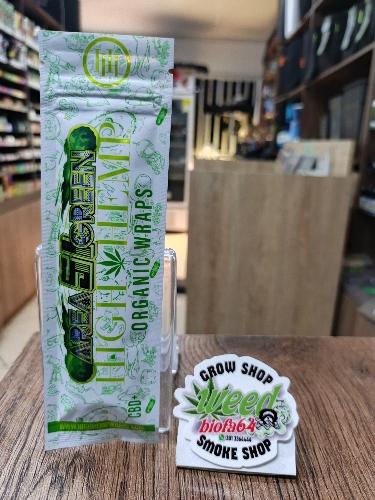 AREA 51 GREEN
HIGH HEMP
ORGANIC WRAPS
CBD+
GROW SHOP
Weed
biofa64
SMOKE SHOP